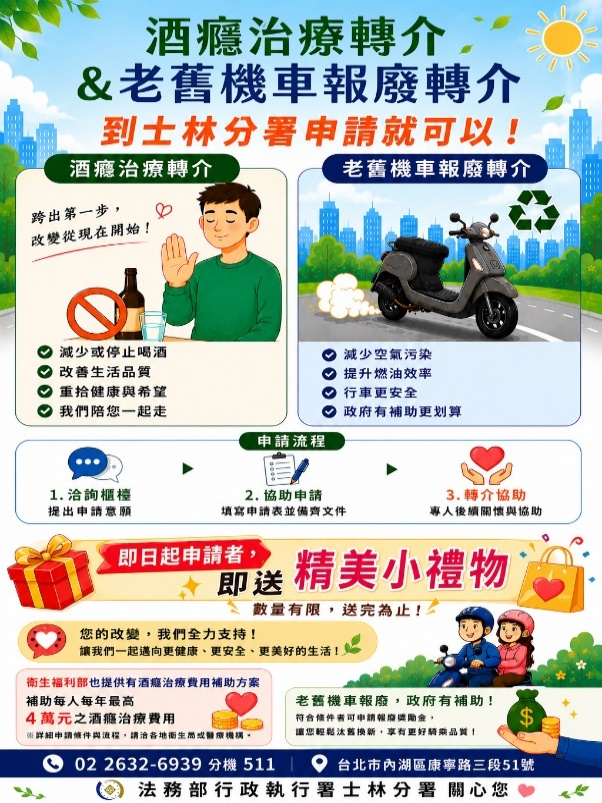 酒癮治療轉介
&老舊機車報廢轉介
到士林分署申請就可以！
酒癮治療轉介
跨出第一步，
改變從現在開始！
減少或停止喝酒
改善生活品質
重拾健康與希望
我們陪您一起走
老舊機車報廢轉介
減少空氣污染
提升燃油效率
行車更安全
政府有補助更划算
申請流程
1. 洽詢櫃檯
提出申請意願
2. 協助申請
填寫申請表並備齊文件
3. 轉介協助
專人後續關懷與協助
即日起申請者，
即送 精美小禮物
數量有限，送完為止！
您的改變，我們全力支持！
讓我們一起邁向更健康、更安全、更美好的生活！
衛生福利部也提供有酒癮治療費用補助方案
補助每人每年最高
4 萬元之酒癮治療費用
※詳細申請條件與流程，請洽各地衛生局或醫療機構。
老舊機車報廢，政府有補助！
符合條件者可申請報廢獎勵金，
讓您輕鬆汰舊換新，享有更好騎乘品質！
$
02 2632-6939 分機 511 | 台北市內湖區康寧路三段51號
法務部行政執行署士林分署 關心您